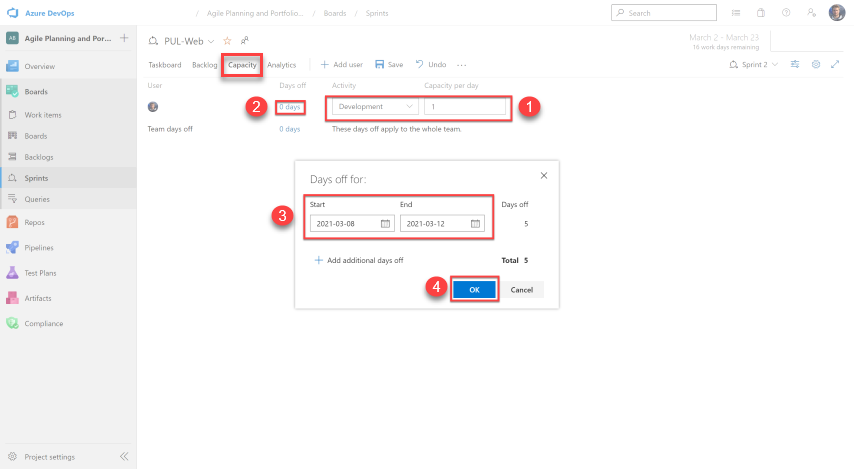 Azure DevOps / Agile Planning and Portfolio... / Boards / Sprints Search
AB Agile Planning and Por... PUL-Web March 2 - March 23
16 work days remaining
Overview Taskboard Backlog Capacity Analytics Add user Save Undo ... Sprint 2
Boards User Days off Activity Capacity per day
Work items 2 0 days Development 1 1
Boards Team days off 0 days These days off apply to the whole team.
Backlogs
Sprints Days off for:
Queries Start End Days off
Repos 3 2021-03-08 2021-03-12 5
Pipelines Add additional days off Total 5
Test Plans
Artifacts 4 OK Cancel
Compliance
Project settings